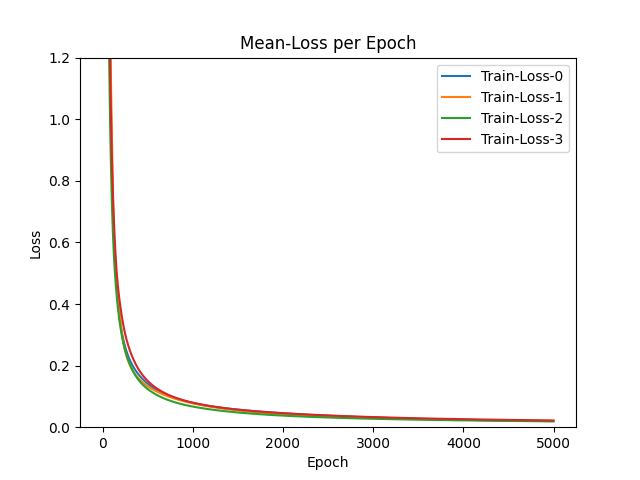 Mean-Loss per Epoch
1.2
1.0
0.8
0.6
0.4
0.2
0.0
Loss
Train-Loss-0
Train-Loss-1
Train-Loss-2
Train-Loss-3
0 1000 2000 3000 4000 5000
Epoch